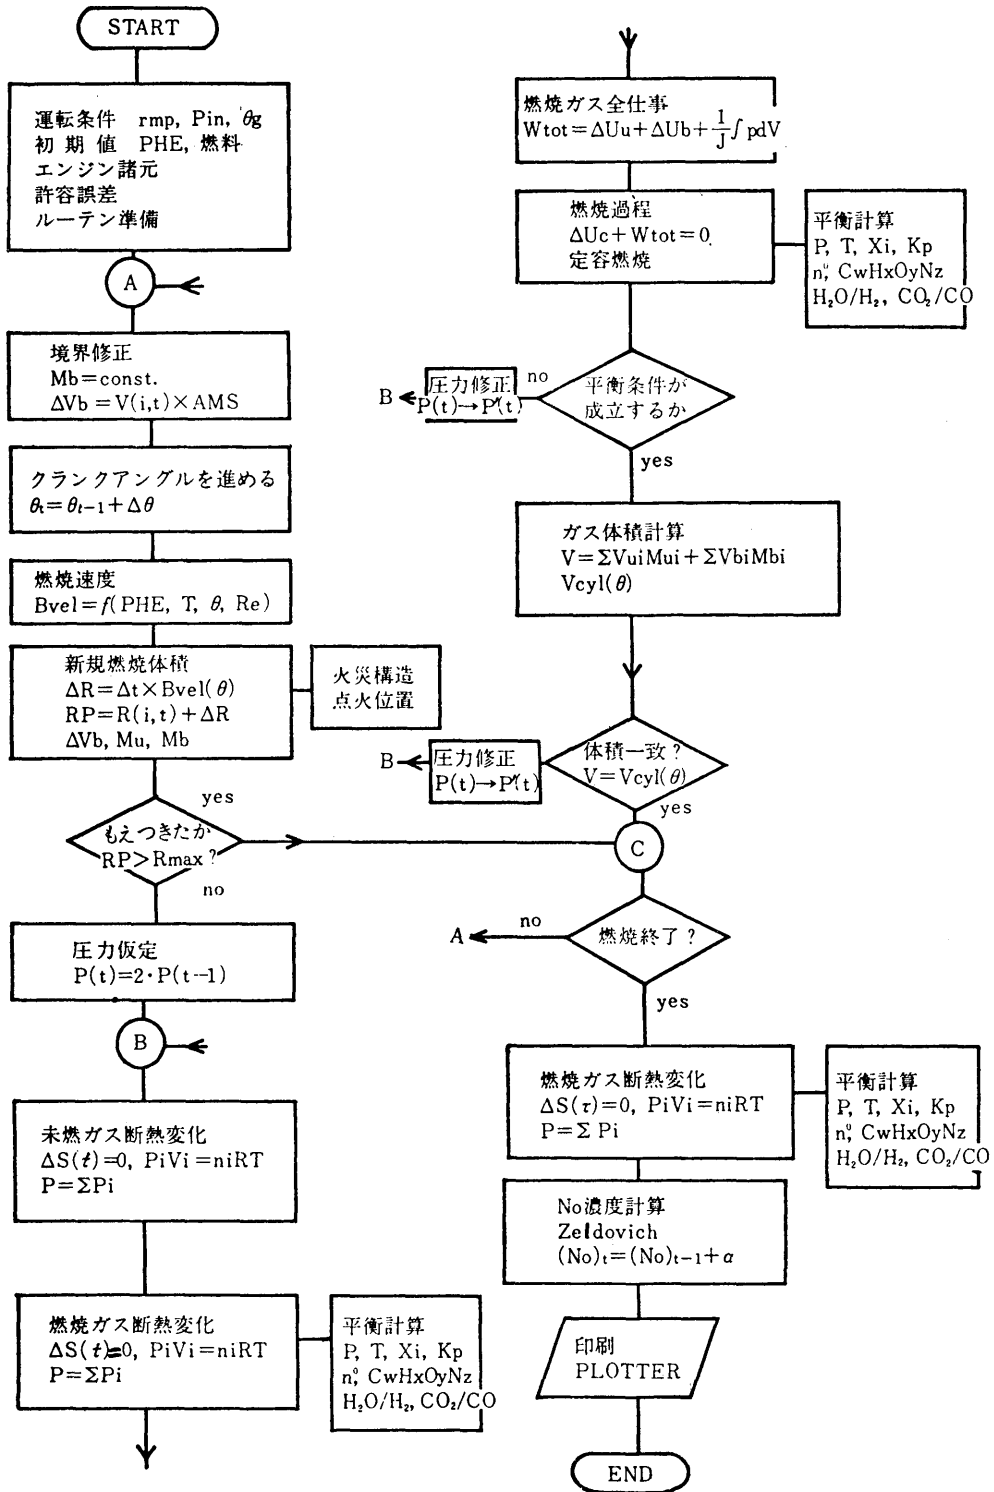 START
運転条件 rmp, Pin, θg
初期値 PHE, 燃料
エンジン諸元
許容誤差
ルーテン準備
A
境界修正
Mb=const.
ΔVb=V(i,t)×AMS
クランクアングルを進める
θt=θt-1+Δθ
燃焼速度
Bvel=f(PHE, T, θ, Re)
新規燃焼体積
ΔR=Δt×Bvel(θ)
RP=R(i,t)+ΔR
ΔVb, Mu, Mb
火災構造
点火位置
yes
もえつきたか
RP>Rmax?
no
圧力仮定
P(t)=2・P(t-1)
B
未燃ガス断熱変化
ΔS(t)=0, PiVi=niRT
P=ΣPi
燃焼ガス断熱変化
ΔS(t)=0, PiVi=niRT
P=ΣPi
平衡計算
P, T, Xi, Kp
n⁰, CwHxOyNz
H₂O/H₂, CO₂/CO
燃焼ガス全仕事
Wtot=ΔUu+ΔUb+1/J∫pdV
燃焼過程
ΔUc+Wtot=0.
定容燃焼
平衡計算
P, T, Xi, Kp
n⁰, CwHxOyNz
H₂O/H₂, CO₂/CO
B
圧力修正
P(t)→P'(t)
no
平衡条件が
成立するか
yes
ガス体積計算
V=ΣVuiMui+ΣVbiMbi
Vcyl(θ)
B
圧力修正
P(t)→P'(t)
体積一致?
V=Vcyl(θ)
yes
C
A
no
燃焼終了?
yes
燃焼ガス断熱変化
ΔS(τ)=0, PiVi=niRT
P=ΣPi
平衡計算
P, T, Xi, Kp
n⁰, CwHxOyNz
H₂O/H₂, CO₂/CO
No濃度計算
Zeldovich
(No)t=(No)t-1+α
印刷
PLOTTER
END